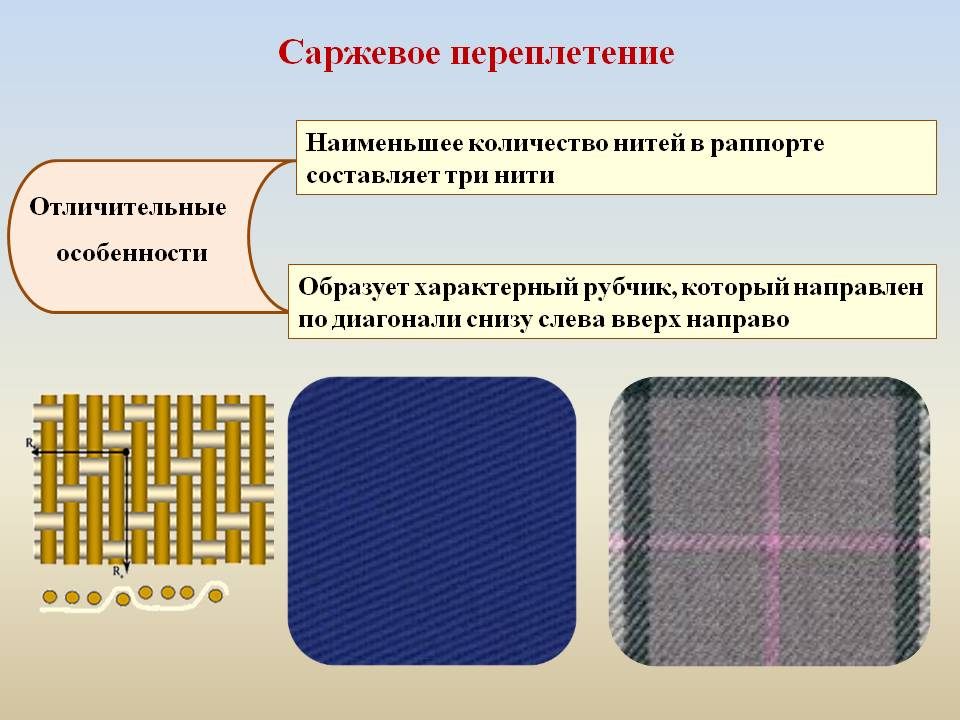 Саржевое переплетение
Наименьшее количество нитей в раппорте
составляет три нити
Отличительные
особенности
Образует характерный рубчик, который направлен
по диагонали снизу слева вверх направо